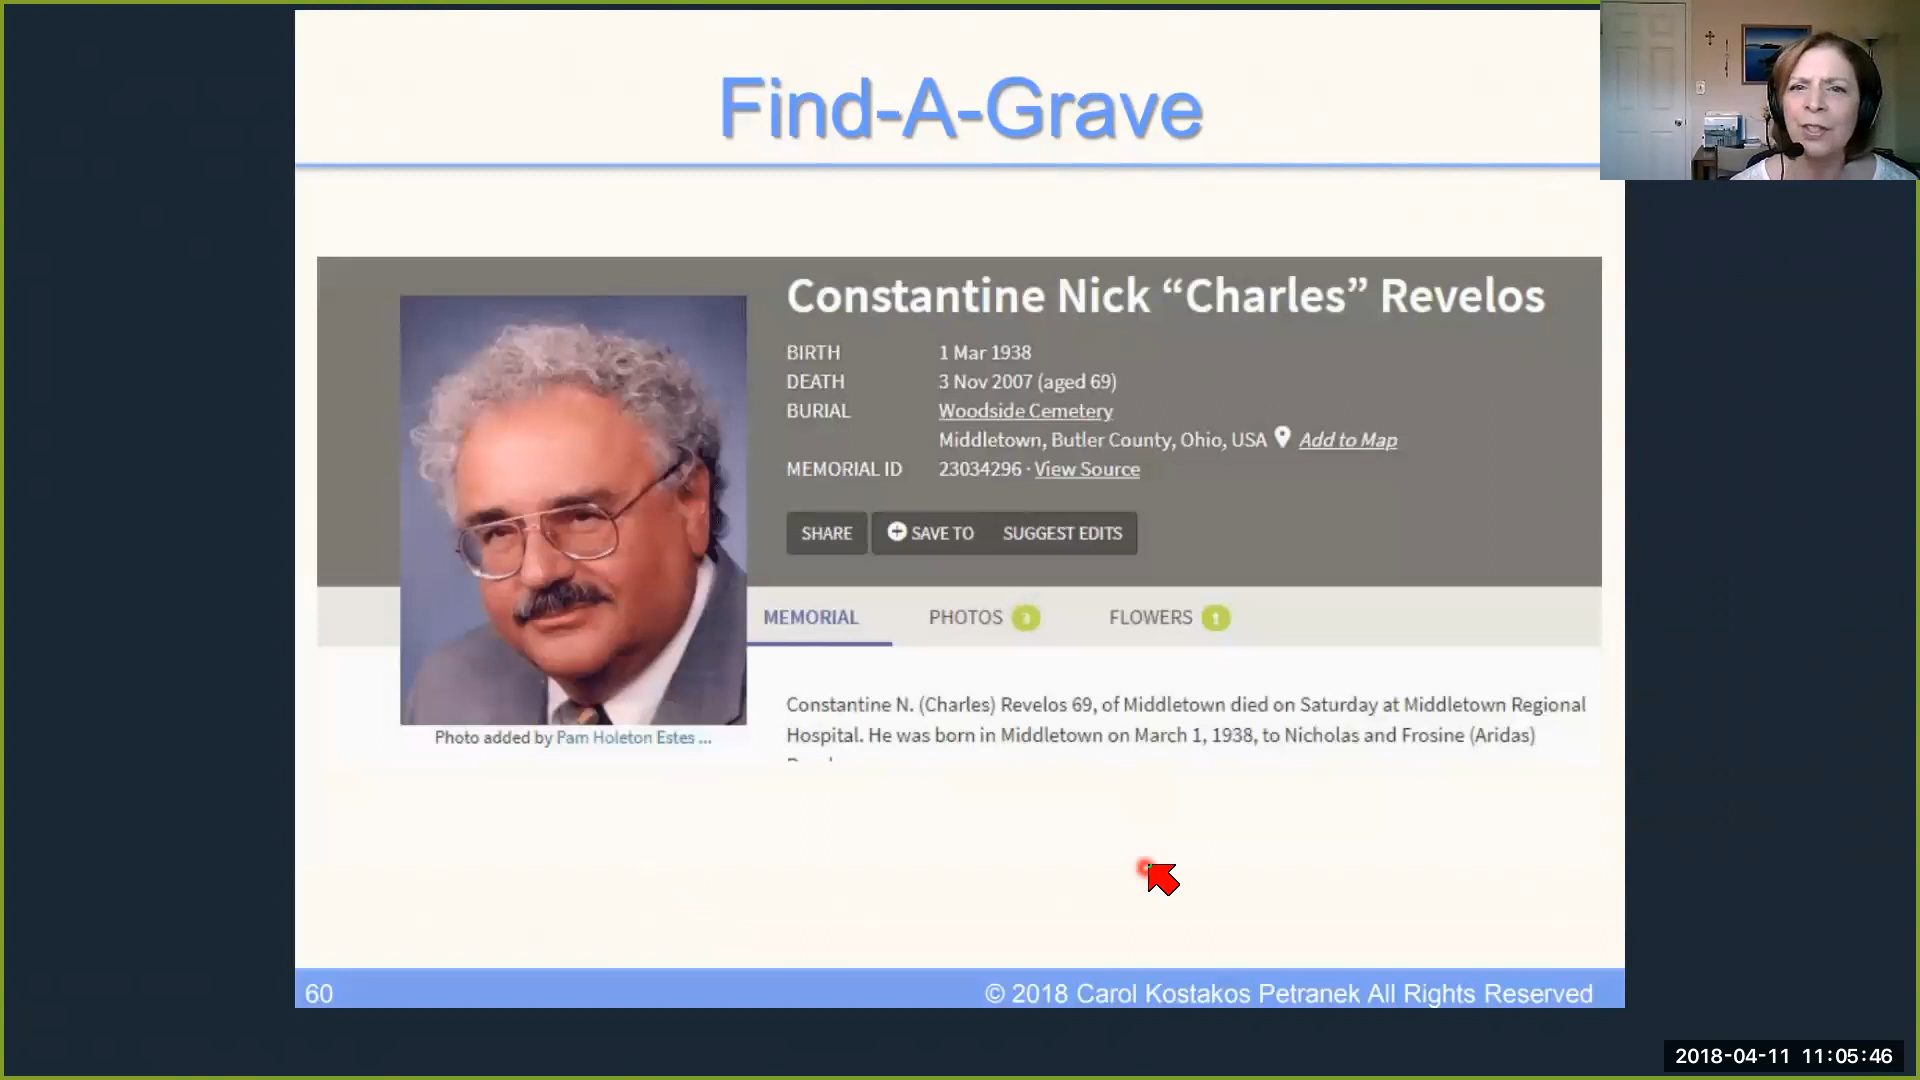 Find-A-Grave
Constantine Nick “Charles” Revelos
BIRTH 1 Mar 1938
DEATH 3 Nov 2007 (aged 69)
BURIAL Woodside Cemetery
Middletown, Butler County, Ohio, USA Add to Map
MEMORIAL ID 23034296 · View Source
SHARE SAVE TO SUGGEST EDITS
MEMORIAL PHOTOS 3 FLOWERS 1
Constantine N. (Charles) Revelos 69, of Middletown died on Saturday at Middletown Regional
Hospital. He was born in Middletown on March 1, 1938, to Nicholas and Frosine (Aridas)
Photo added by Pam Holeton Estes ...
60
© 2018 Carol Kostakos Petranek All Rights Reserved
2018-04-11 11:05:46